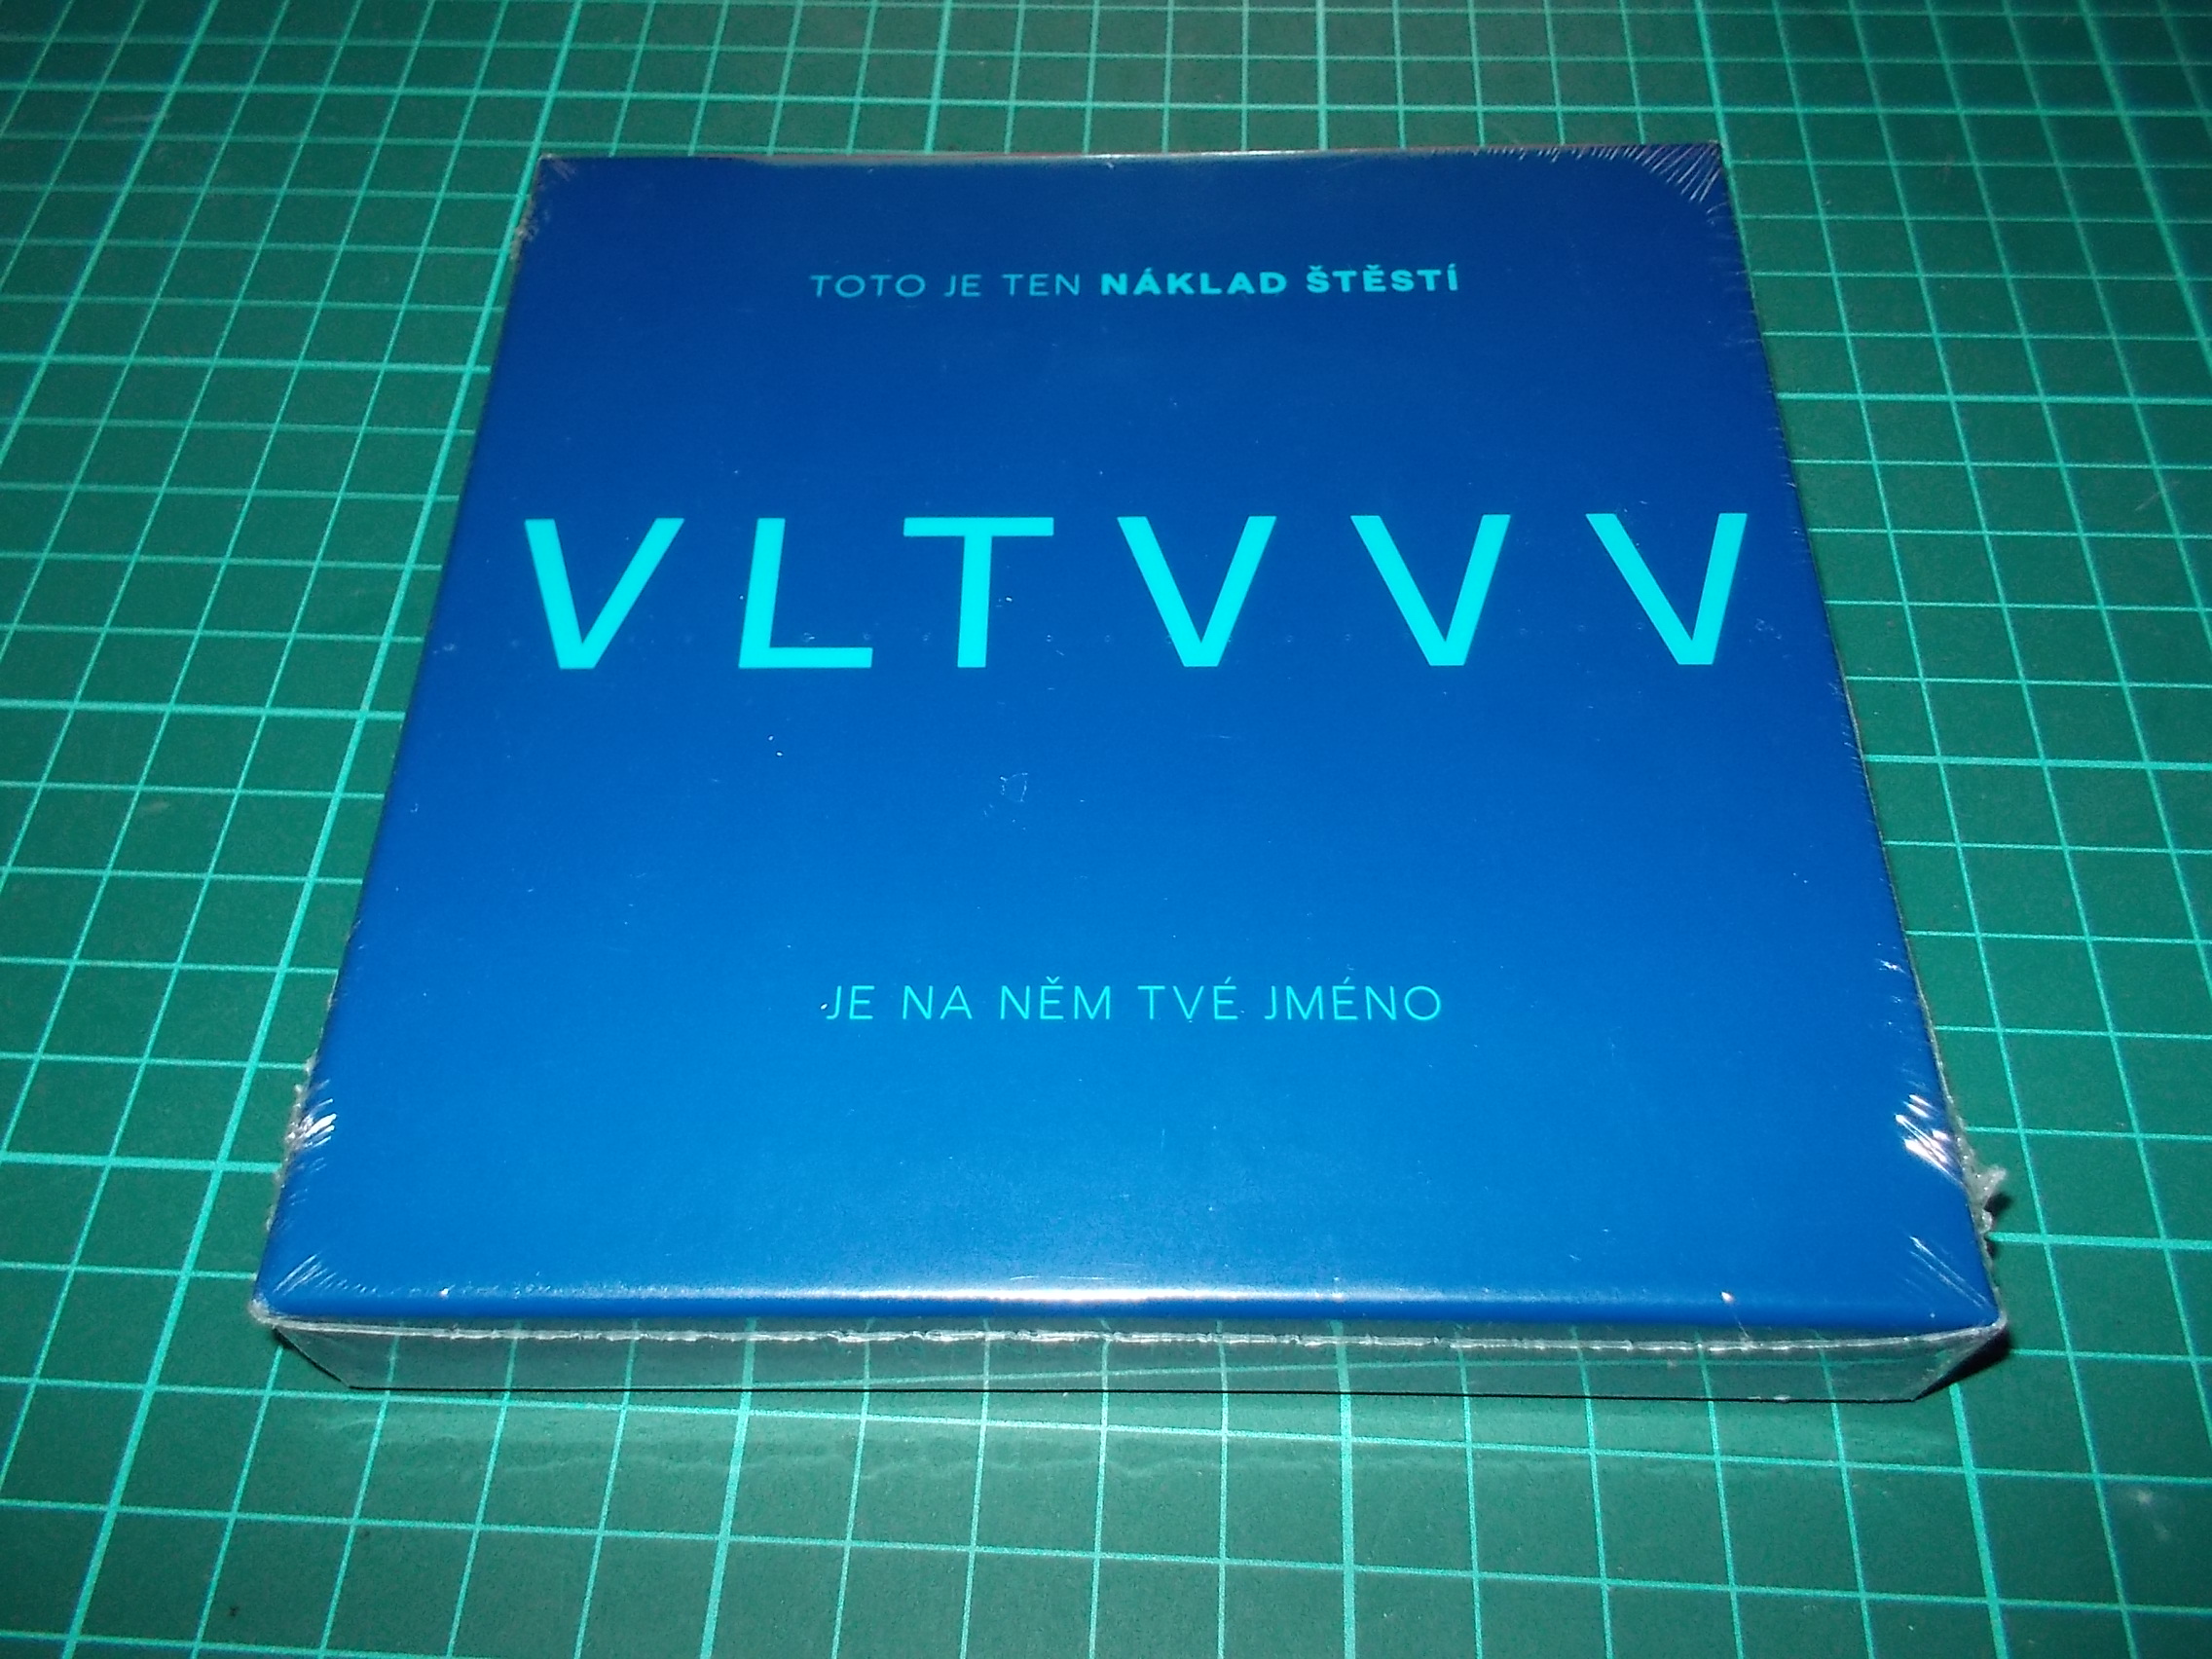 TOTO JE TEN NÁKLAD ŠTĚSTÍ
VLTVVV
JE NA NĚM TVÉ JMÉNO